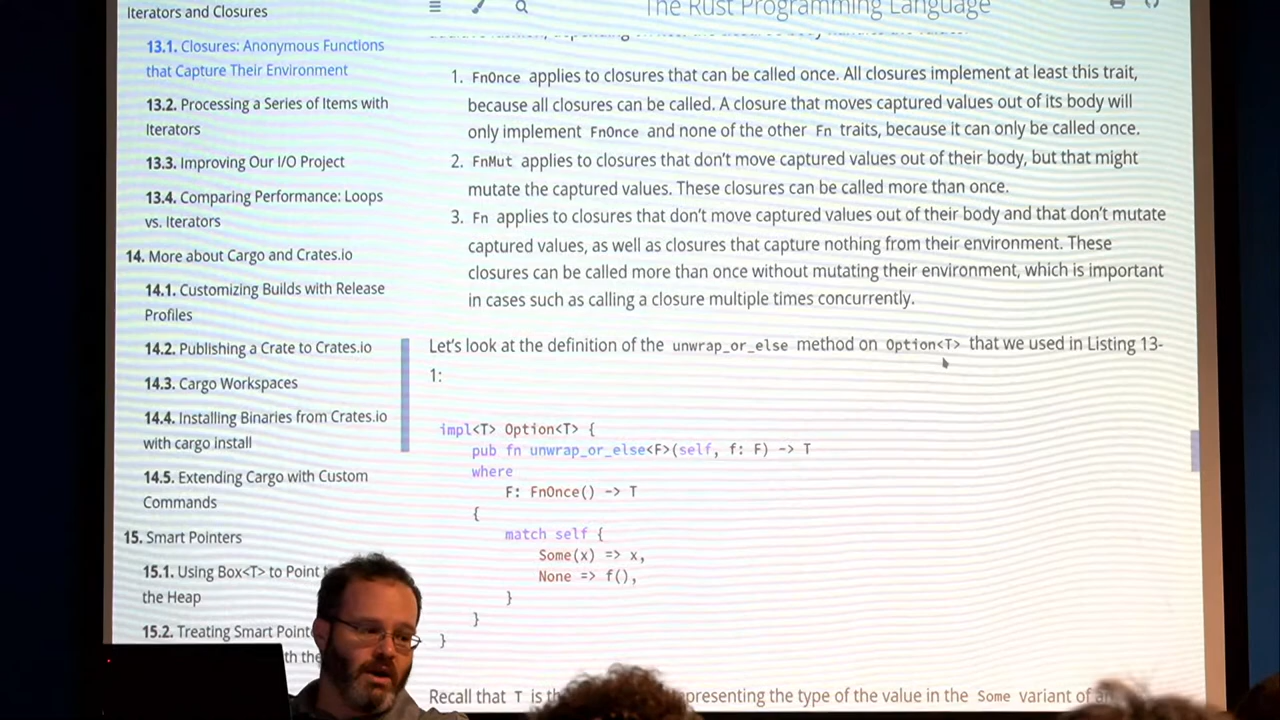 Iterators and Closures
13.1. Closures: Anonymous Functions
that Capture Their Environment
13.2. Processing a Series of Items with
Iterators
13.3. Improving Our I/O Project
13.4. Comparing Performance: Loops
vs. Iterators
14. More about Cargo and Crates.io
14.1. Customizing Builds with Release
Profiles
14.2. Publishing a Crate to Crates.io
14.3. Cargo Workspaces
14.4. Installing Binaries from Crates.io
with cargo install
14.5. Extending Cargo with Custom
Commands
15. Smart Pointers
15.1. Using Box<T> to Point
the Heap
15.2. Treating Smart
The Rust Programming Language
1. FnOnce applies to closures that can be called once. All closures implement at least this trait,
because all closures can be called. A closure that moves captured values out of its body will
only implement FnOnce and none of the other Fn traits, because it can only be called once.
2. FnMut applies to closures that don't move captured values out of their body, but that might
mutate the captured values. These closures can be called more than once.
3. Fn applies to closures that don't move captured values out of their body and that don't mutate
captured values, as well as closures that capture nothing from their environment. These
closures can be called more than once without mutating their environment, which is important
in cases such as calling a closure multiple times concurrently.
Let's look at the definition of the unwrap_or_else method on Option<T> that we used in Listing 13-
1:
impl<T> Option<T> {
pub fn unwrap_or_else<F>(self, f: F) -> T
where
F: FnOnce() -> T
{
match self {
Some(x) => x,
None => f(),
}
}
}
Recall that T is presenting the type of the value in the Some variant of